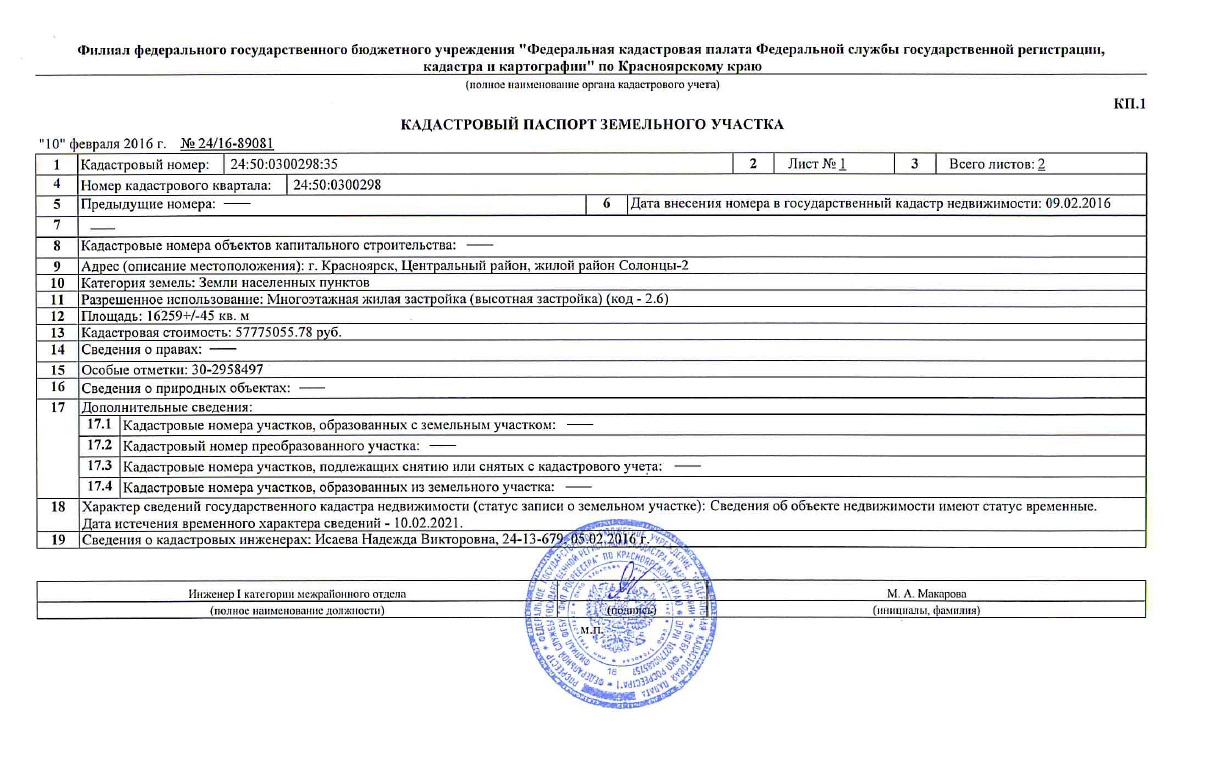 Филиал федерального государственного бюджетного учреждения "Федеральная кадастровая палата Федеральной службы государственной регистрации,
кадастра и картографии" по Красноярскому краю
(полное наименование органа кадастрового учета)
КП.1
КАДАСТРОВЫЙ ПАСПОРТ ЗЕМЕЛЬНОГО УЧАСТКА
"10" февраля 2016 г. № 24/16-89081
1 Кадастровый номер: 24:50:0300298:35 2 Лист № 1 3 Всего листов: 2
4 Номер кадастрового квартала: 24:50:0300298
5 Предыдущие номера: —— 6 Дата внесения номера в государственный кадастр недвижимости: 09.02.2016
7 ——
8 Кадастровые номера объектов капитального строительства: ——
9 Адрес (описание местоположения): г. Красноярск, Центральный район, жилой район Солонцы-2
10 Категория земель: Земли населенных пунктов
11 Разрешенное использование: Многоэтажная жилая застройка (высотная застройка) (код - 2.6)
12 Площадь: 16259+/-45 кв. м
13 Кадастровая стоимость: 57775055.78 руб.
14 Сведения о правах: ——
15 Особые отметки: 30-2958497
16 Сведения о природных объектах: ——
17 Дополнительные сведения:
17.1 Кадастровые номера участков, образованных с земельным участком: ——
17.2 Кадастровый номер преобразованного участка: ——
17.3 Кадастровые номера участков, подлежащих снятию или снятых с кадастрового учета: ——
17.4 Кадастровые номера участков, образованных из земельного участка: ——
18 Характер сведений государственного кадастра недвижимости (статус записи о земельном участке): Сведения об объекте недвижимости имеют статус временные.
Дата истечения временного характера сведений - 10.02.2021.
19 Сведения о кадастровых инженерах: Исаева Надежда Викторовна, 24-13-679, 05.02.2016 г.
Инженер I категории межрайонного отдела М. А. Макарова
(полное наименование должности) (подпись) (инициалы, фамилия)
М.П.